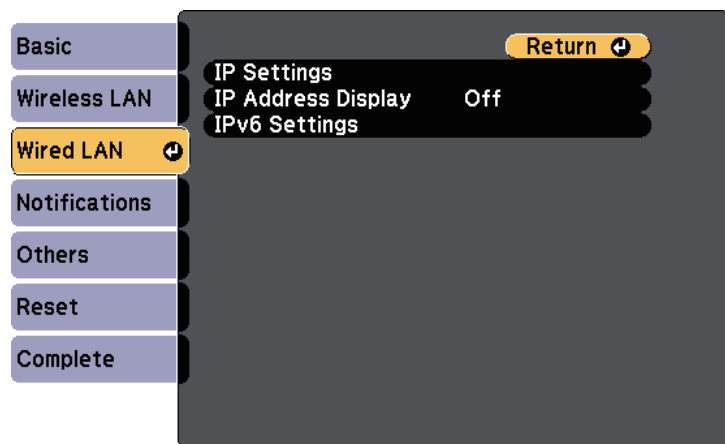 Basic
Wireless LAN
Wired LAN
Notifications
Others
Reset
Complete
Return
IP Settings
IP Address Display Off
IPv6 Settings